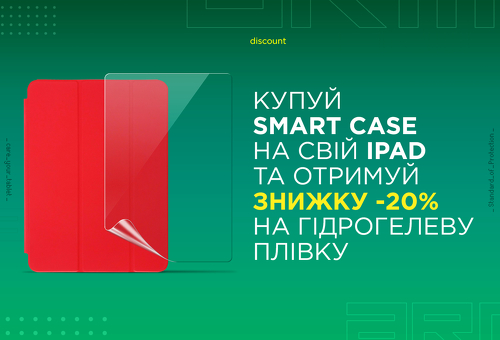 discount
КУПУЙ
SMART CASE
НА СВІЙ IPAD
ТА ОТРИМУЙ
ЗНИЖКУ -20%
НА ГІДРОГЕЛЕВУ
ПЛІВКУ